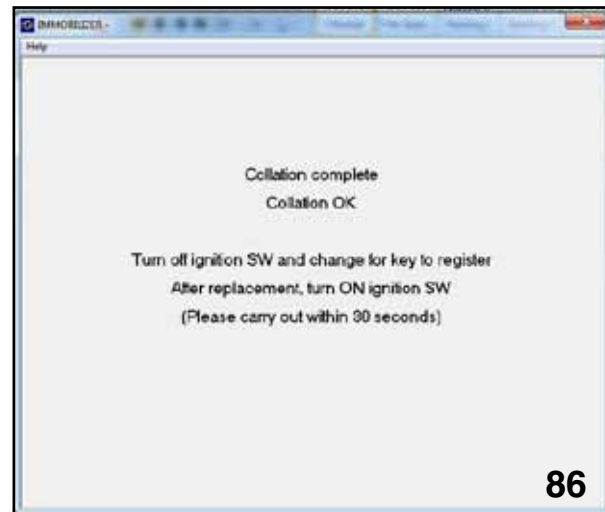 IMMOBILIZER -
Help
Collation complete
Collation OK
Turn off ignition SW and change for key to register
After replacement, turn ON ignition SW
(Please carry out within 30 seconds)
86